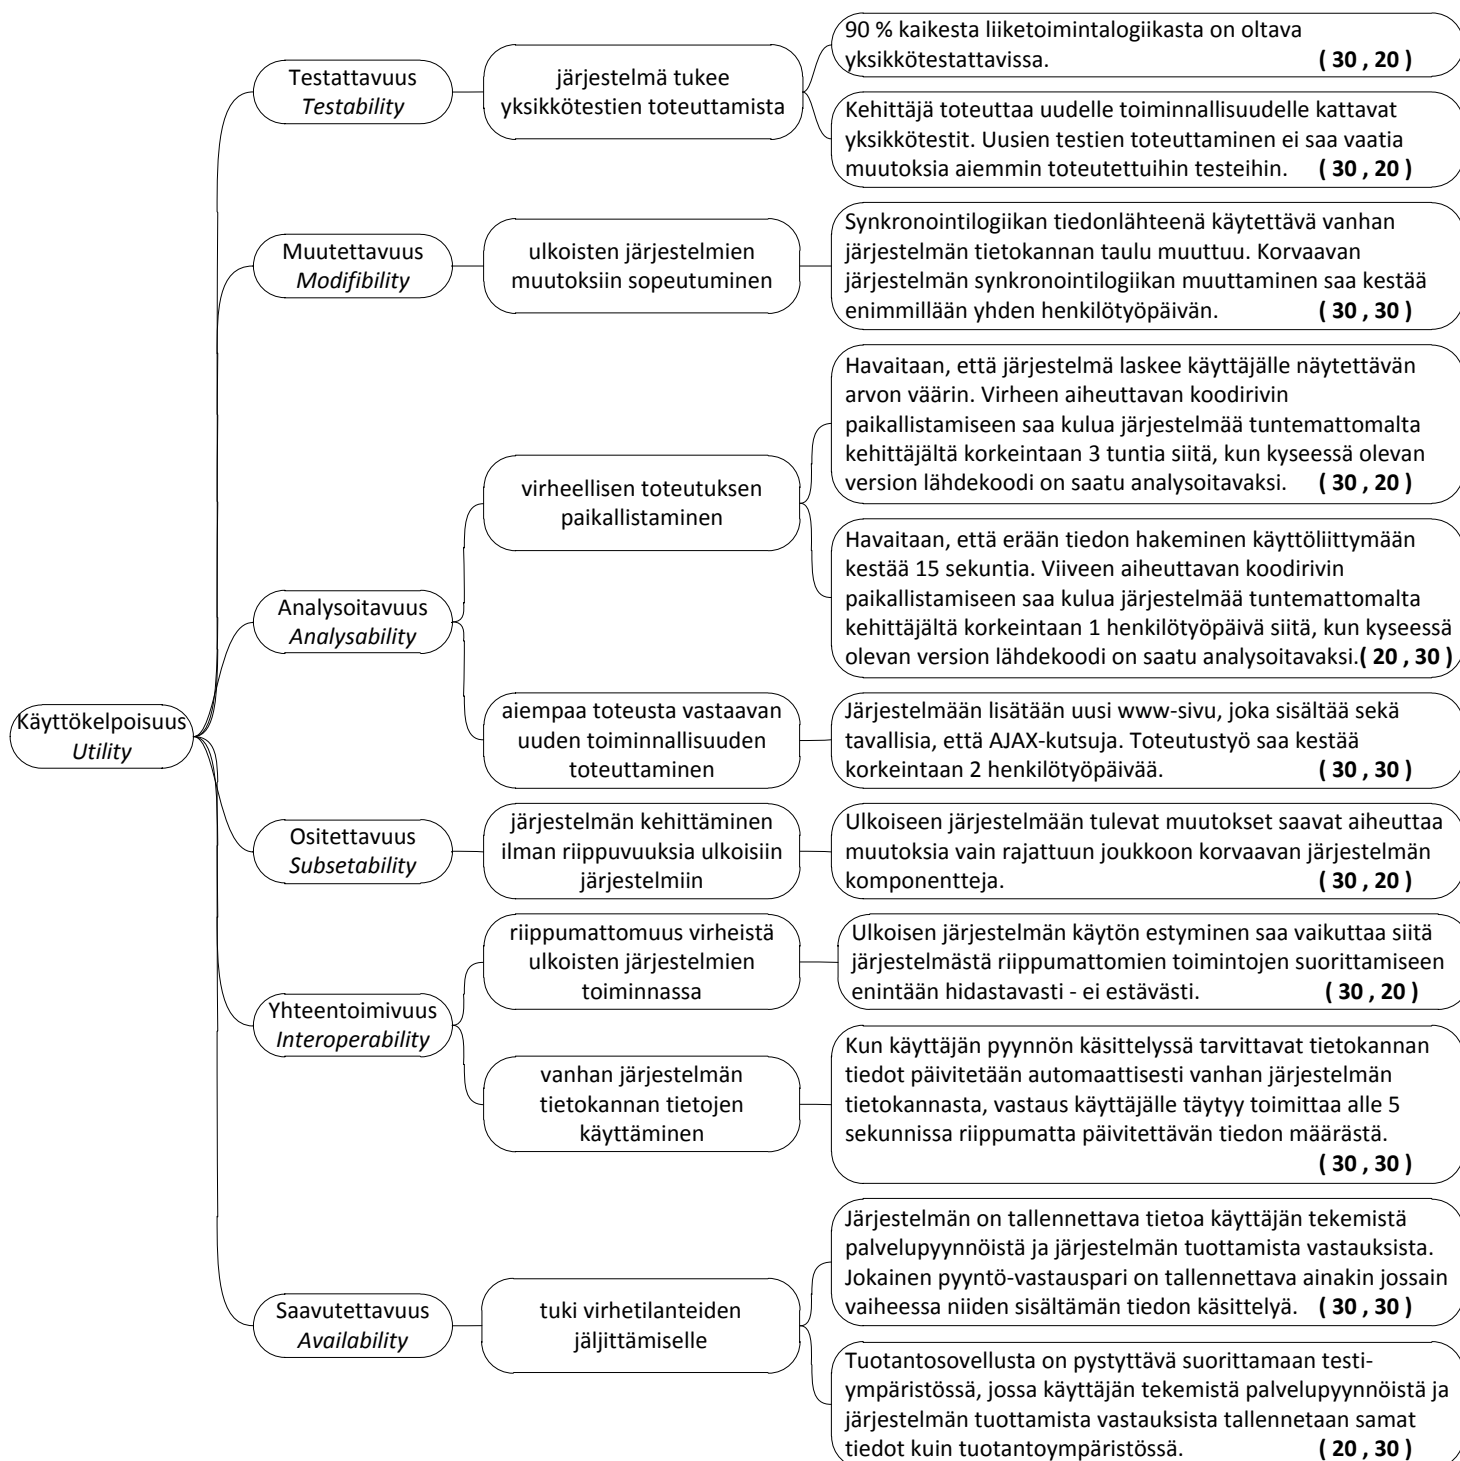 Käyttökelpoisuus
Utility
Testattavuus
Testability
järjestelmä tukee
yksikkötestien toteuttamista
90 % kaikesta liiketoimintalogiikasta on oltava
yksikkötestattavissa. ( 30 , 20 )
Kehittäjä toteuttaa uudelle toiminnallisuudelle kattavat
yksikkötestit. Uusien testien toteuttaminen ei saa vaatia
muutoksia aiemmin toteutettuihin testeihin. ( 30 , 20 )
Muutettavuus
Modifibility
ulkoisten järjestelmien
muutoksiin sopeutuminen
Synkronointilogiikan tiedonlähteenä käytettävä vanhan
järjestelmän tietokannan taulu muuttuu. Korvaavan
järjestelmän synkronointilogiikan muuttaminen saa kestää
enimmillään yhden henkilötyöpäivän. ( 30 , 30 )
Analysoitavuus
Analysability
virheellisen toteutuksen
paikallistaminen
Havaitaan, että järjestelmä laskee käyttäjälle näytettävän
arvon väärin. Virheen aiheuttavan koodirivin
paikallistamiseen saa kulua järjestelmää tuntemattomalta
kehittäjältä korkeintaan 3 tuntia siitä, kun kyseessä olevan
version lähdekoodi on saatu analysoitavaksi. ( 30 , 20 )
Havaitaan, että erään tiedon hakeminen käyttöliittymään
kestää 15 sekuntia. Viiveen aiheuttavan koodirivin
paikallistamiseen saa kulua järjestelmää tuntemattomalta
kehittäjältä korkeintaan 1 henkilötyöpäivä siitä, kun kyseessä
olevan version lähdekoodi on saatu analysoitavaksi.( 20 , 30 )
aiempaa toteusta vastaavan
uuden toiminnallisuuden
toteuttaminen
Järjestelmään lisätään uusi www-sivu, joka sisältää sekä
tavallisia, että AJAX-kutsuja. Toteutustyö saa kestää
korkeintaan 2 henkilötyöpäivää. ( 30 , 30 )
Ositettavuus
Subsetability
järjestelmän kehittäminen
ilman riippuvuuksia ulkoisiin
järjestelmiin
Ulkoiseen järjestelmään tulevat muutokset saavat aiheuttaa
muutoksia vain rajattuun joukkoon korvaavan järjestelmän
komponentteja. ( 30 , 20 )
Yhteentoimivuus
Interoperability
riippumattomuus virheistä
ulkoisten järjestelmien
toiminnassa
Ulkoisen järjestelmän käytön estyminen saa vaikuttaa siitä
järjestelmästä riippumattomien toimintojen suorittamiseen
enintään hidastavasti - ei estävästi. ( 30 , 20 )
vanhan järjestelmän
tietokannan tietojen
käyttäminen
Kun käyttäjän pyynnön käsittelyssä tarvittavat tietokannan
tiedot päivitetään automaattisesti vanhan järjestelmän
tietokannasta, vastaus käyttäjälle täytyy toimittaa alle 5
sekunnissa riippumatta päivitettävän tiedon määrästä.
( 30 , 30 )
Saavutettavuus
Availability
tuki virhetilanteiden
jäljittämiselle
Järjestelmän on tallennettava tietoa käyttäjän tekemistä
palvelupyynnöistä ja järjestelmän tuottamista vastauksista.
Jokainen pyyntö-vastauspari on tallennettava ainakin jossain
vaiheessa niiden sisältämän tiedon käsittelyä. ( 30 , 30 )
Tuotantosovellusta on pystyttävä suorittamaan testi-
ympäristössä, jossa käyttäjän tekemistä palvelupyynnöistä ja
järjestelmän tuottamista vastauksista tallennetaan samat
tiedot kuin tuotantoympäristössä. ( 20 , 30 )